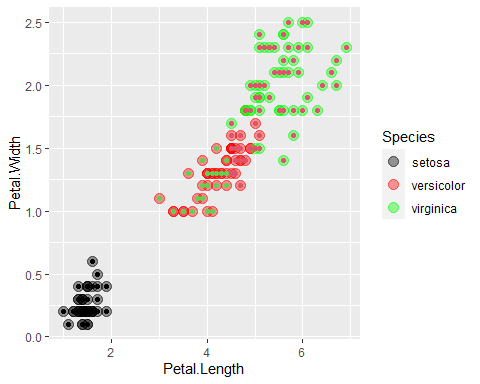 2.5
2.0
1.5
1.0
0.5
0.0
Petal.Width
2
4
6
Petal.Length
Species
setosa
versicolor
virginica